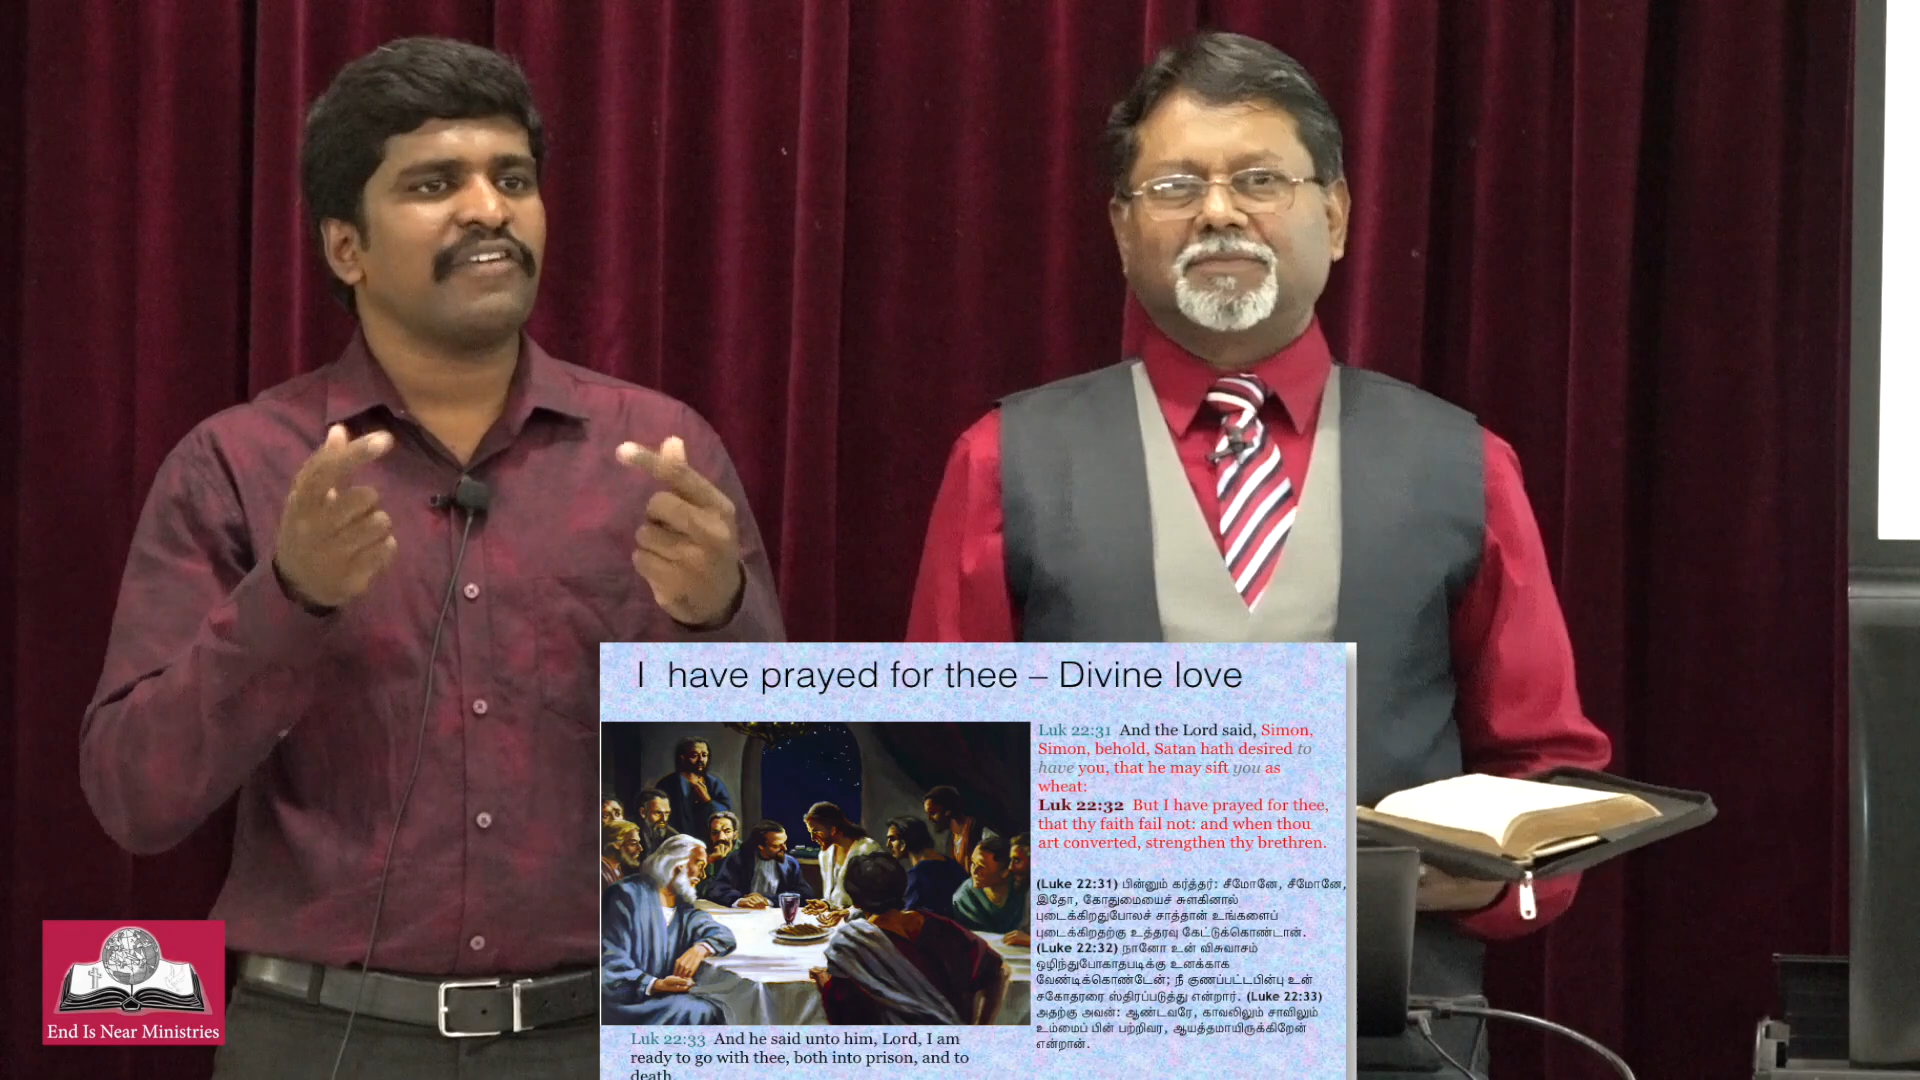 I have prayed for thee – Divine love
Luk 22:31 And the Lord said, Simon,
Simon, behold, Satan hath desired to
have you, that he may sift you as
wheat:
Luk 22:32 But I have prayed for thee,
that thy faith fail not: and when thou
art converted, strengthen thy brethren.
(Luke 22:31) பின்னும் கர்த்தர்: சீமோனே, சீமோனே,
இதோ, கோதுமையைச் சுளகினால்
புடைக்கிறதுபோலச் சாத்தான் உங்களைப்
புடைக்கிறதற்கு உத்தரவு கேட்டுக்கொண்டான்.
(Luke 22:32) நானோ உன் விசுவாசம்
ஒழிந்துபோகாதபடிக்கு உனக்காக
வேண்டிக்கொண்டேன்; நீ குணப்பட்டபின்பு உன்
சகோதரரை ஸ்திரப்படுத்து என்றார். (Luke 22:33)
அதற்கு அவன்: ஆண்டவரே, காவலிலும் சாவிலும்
உம்மைப் பின் பற்றிவர, ஆயத்தமாயிருக்கிறேன்
என்றான்.
Luk 22:33 And he said unto him, Lord, I am
ready to go with thee, both into prison, and to
death.
End Is Near Ministries